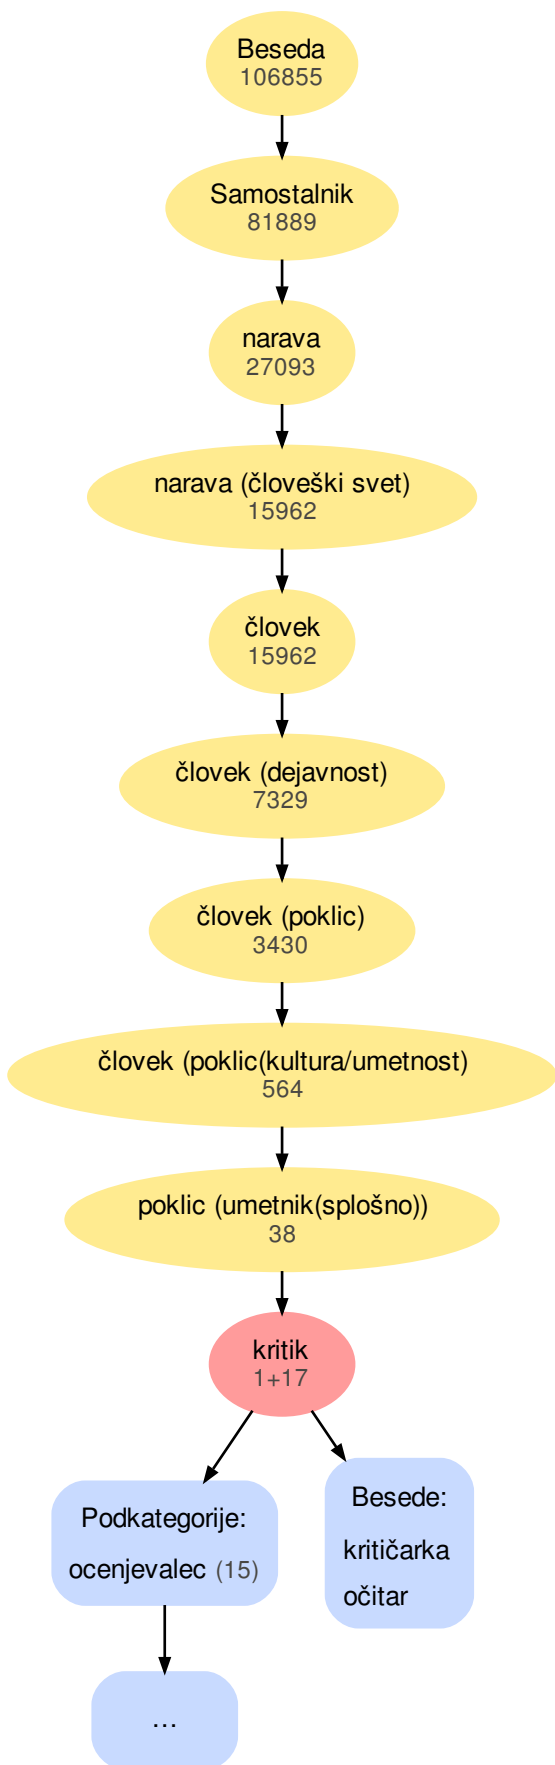 Beseda
106855
Samostalnik
81889
narava
27093
narava (človeški svet)
15962
človek
15962
človek (dejavnost)
7329
človek (poklic)
3430
človek (poklic(kultura/umetnost)
564
poklic (umetnik(splošno))
38
kritik
1+17
Podkategorije:
ocenjevalec (15)
...
Besede:
kritičarka
očitar